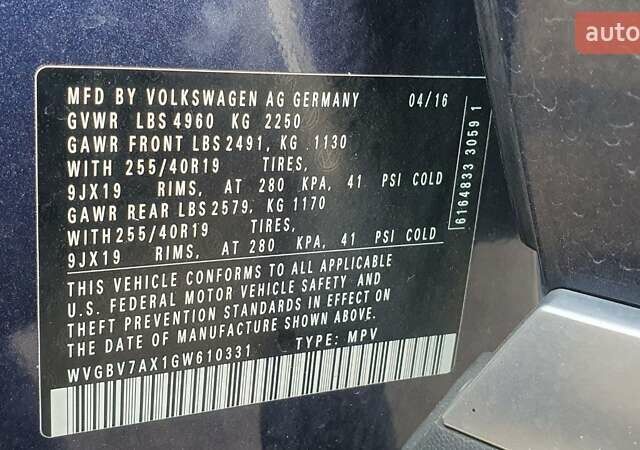 auto
MFD BY VOLKSWAGEN AG GERMANY 04/16
GVWR LBS 4960 KG 2250
GAWR FRONT LBS 2491, KG 1130
WITH 255/40R19 TIRES,
9JX19 RIMS, AT 280 KPA, 41 PSI COLD
GAWR REAR LBS 2579, KG 1170
WITH 255/40R19 TIRES,
9JX19 RIMS, AT 280 KPA, 41 PSI COLD
THIS VEHICLE CONFORMS TO ALL APPLICABLE
U.S. FEDERAL MOTOR VEHICLE SAFETY AND
THEFT PREVENTION STANDARDS IN EFFECT ON
THE DATE OF MANUFACTURE SHOWN ABOVE.
WVGBV7AX1GW610331 TYPE: MPV
6164833 3059 1